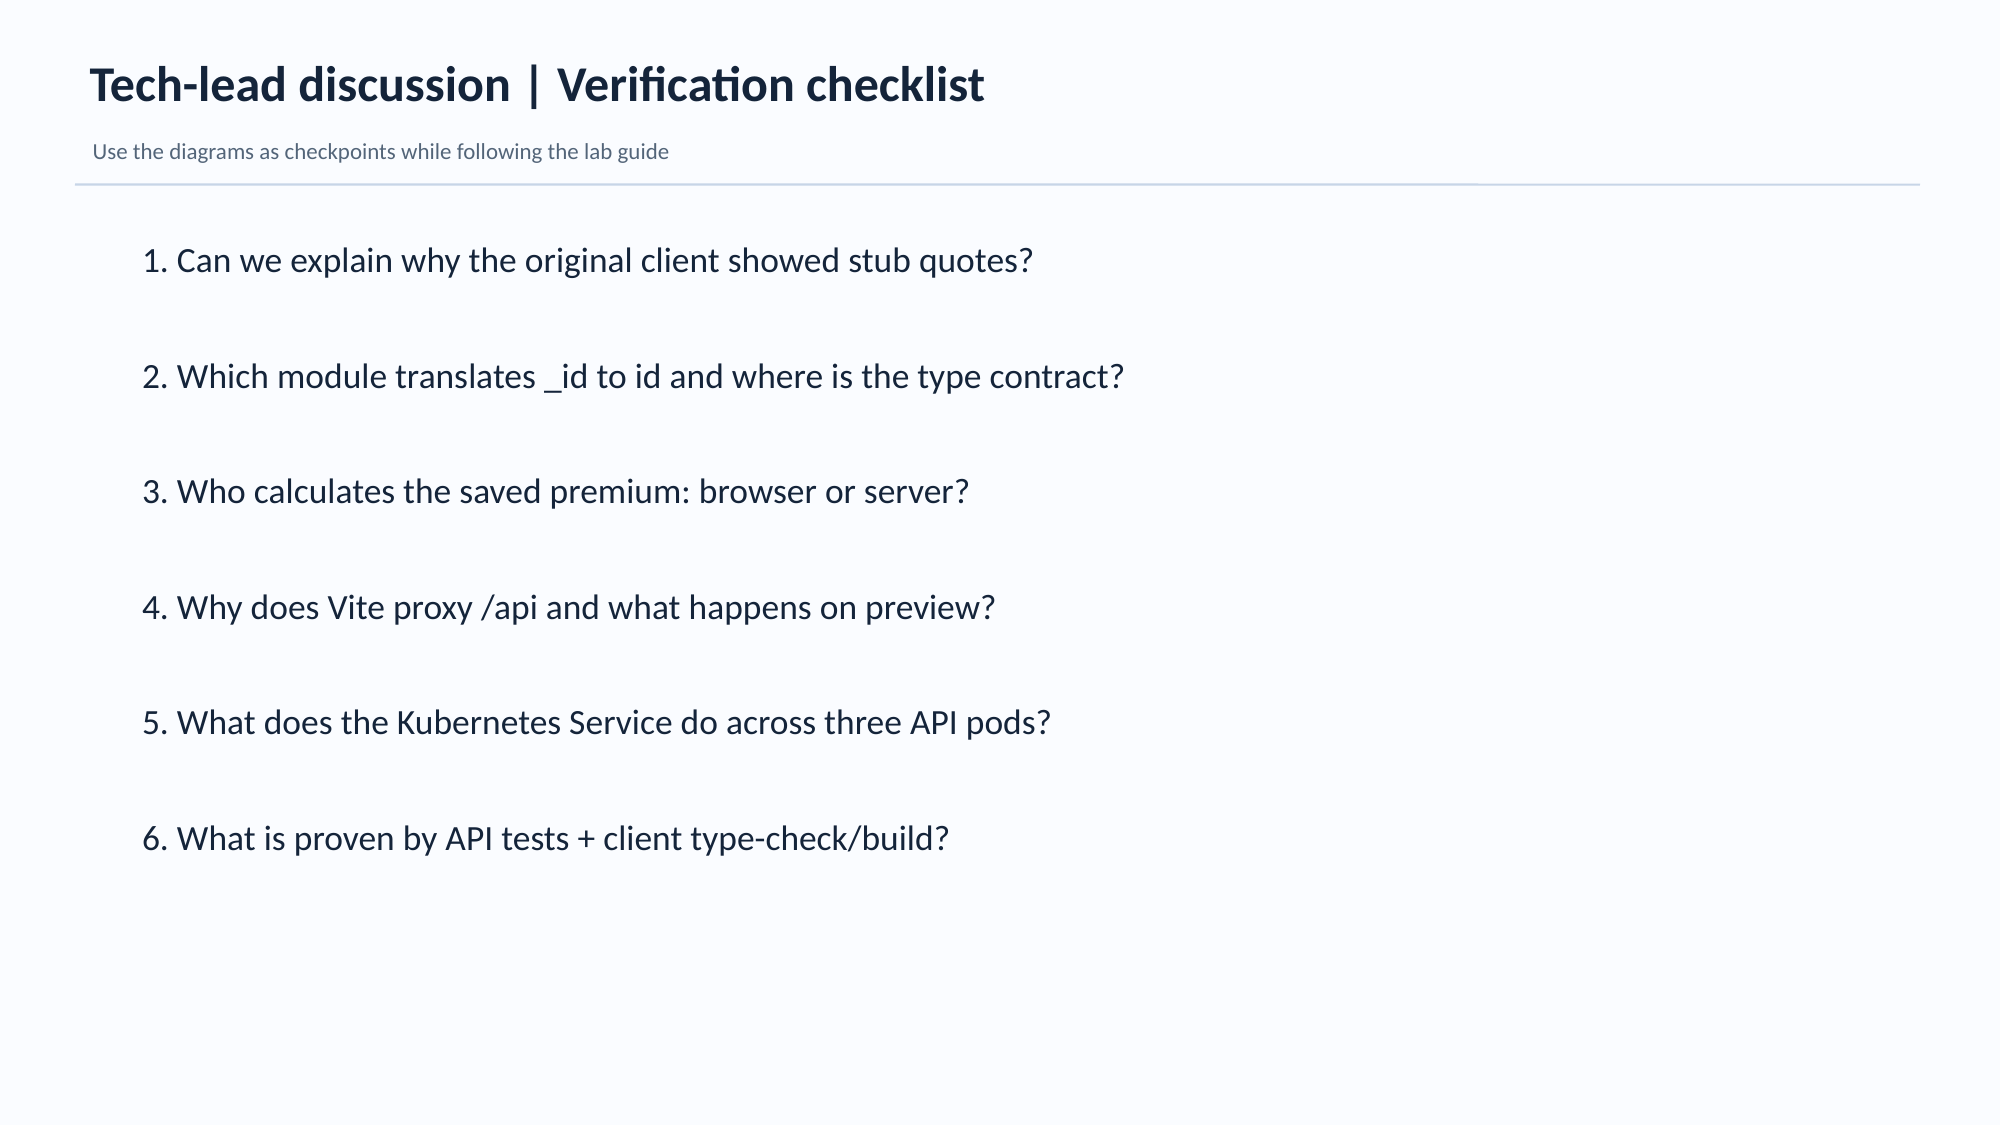 Tech-lead discussion | Verification checklist
Use the diagrams as checkpoints while following the lab guide
1. Can we explain why the original client showed stub quotes?
2. Which module translates _id to id and where is the type contract?
3. Who calculates the saved premium: browser or server?
4. Why does Vite proxy /api and what happens on preview?
5. What does the Kubernetes Service do across three API pods?
6. What is proven by API tests + client type-check/build?